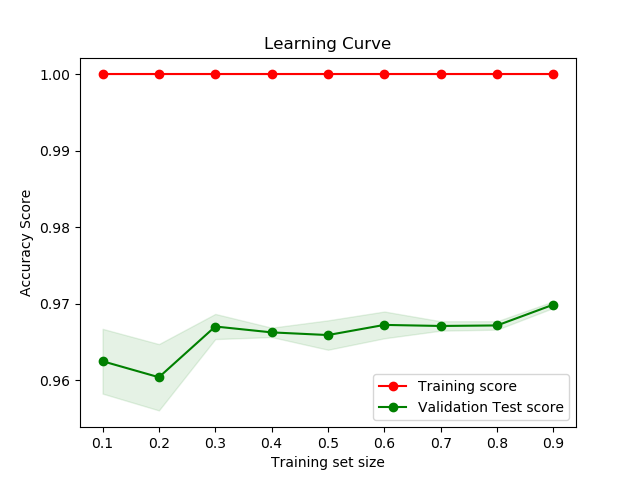 Learning Curve
1.00
0.99
0.98
0.97
0.96
Accuracy Score
Training score
Validation Test score
0.1 0.2 0.3 0.4 0.5 0.6 0.7 0.8 0.9
Training set size